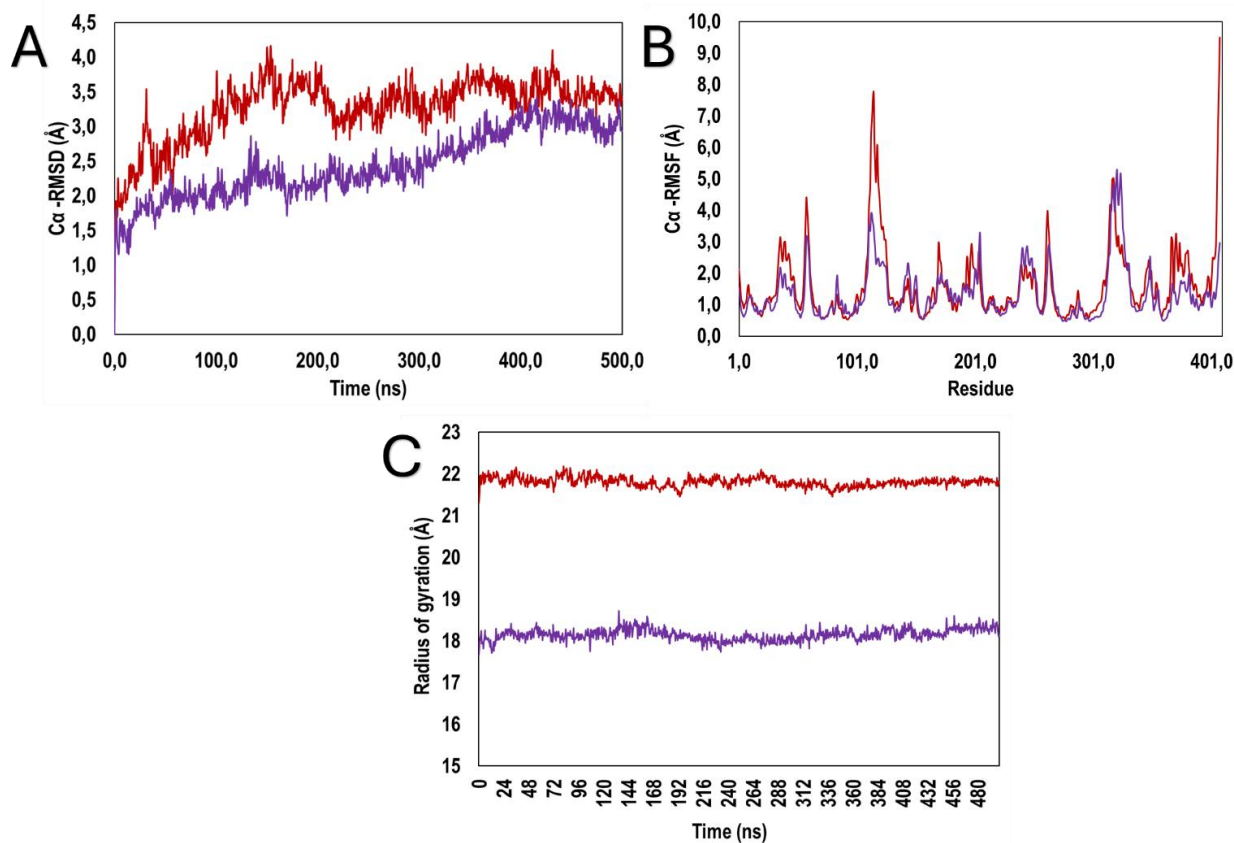 A
Cα -RMSD (Å)
4,5
4,0
3,5
3,0
2,5
2,0
1,5
1,0
0,5
0,0
0,0 100,0 200,0 300,0 400,0 500,0
Time (ns)
B
Cα -RMSF (Å)
10,0
9,0
8,0
7,0
6,0
5,0
4,0
3,0
2,0
1,0
0,0
1,0 101,0 201,0 301,0 401,0
Residue
C
Radius of gyration (Å)
23
22
21
20
19
18
17
16
15
0 24 48 72 96 120 144 168 192 216 240 264 288 312 336 360 384 408 432 456 480
Time (ns)